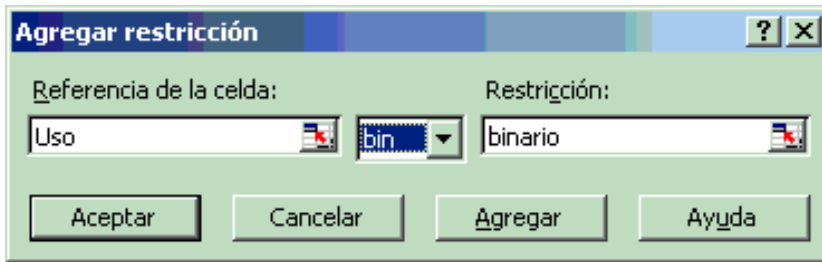 Agregar restricción ? ×
Referencia de la celda: Restricción:
Uso bin binario
Aceptar Cancelar Agregar Ayuda